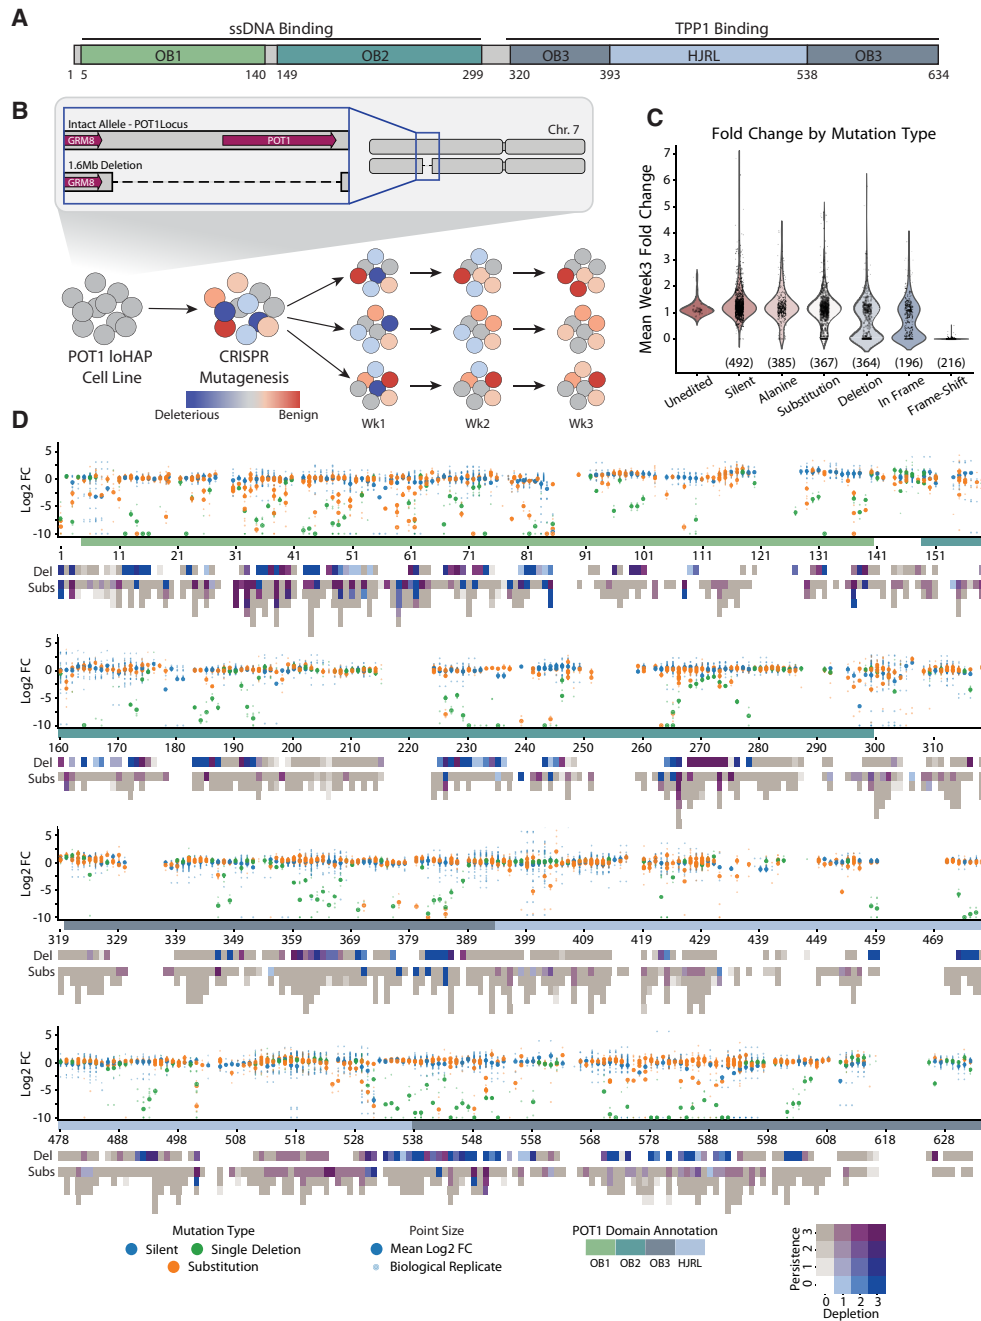 A
ssDNA Binding
TPP1 Binding
OB1
OB2
OB3
HJRL
OB3
1 5 140 149 299 320 393 538 634
B
Intact Allele - POT1Locus
GRM8
POT1
1.6Mb Deletion
GRM8
Chr. 7
POT1 loHAP
Cell Line
CRISPR
Mutagenesis
Deleterious
Benign
Wk1
Wk2
Wk3
C
Fold Change by Mutation Type
Mean Week3 Fold Change
7
6
5
4
3
2
1
0
(492) (385) (367) (364) (196) (216)
Unedited
Silent
Alanine
Substitution
Deletion
In Frame
Frame-Shift
D
Log2 FC
5
0
-5
-10
1 11 21 31 41 51 61 71 81 91 101 111 121 131 141 151
Del
Subs
Log2 FC
5
0
-5
-10
160 170 180 190 200 210 220 230 240 250 260 270 280 290 300 310
Del
Subs
Log2 FC
5
0
-5
-10
319 329 339 349 359 369 379 389 399 409 419 429 439 449 459 469
Del
Subs
Log2 FC
5
0
-5
-10
478 488 498 508 518 528 538 548 558 568 578 588 598 608 618 628
Del
Subs
Mutation Type
Silent
Single Deletion
Substitution
Point Size
Mean Log2 FC
Biological Replicate
POT1 Domain Annotation
OB1 OB2 OB3 HJRL
Persistence
3
2
1
0
0 1 2 3
Depletion